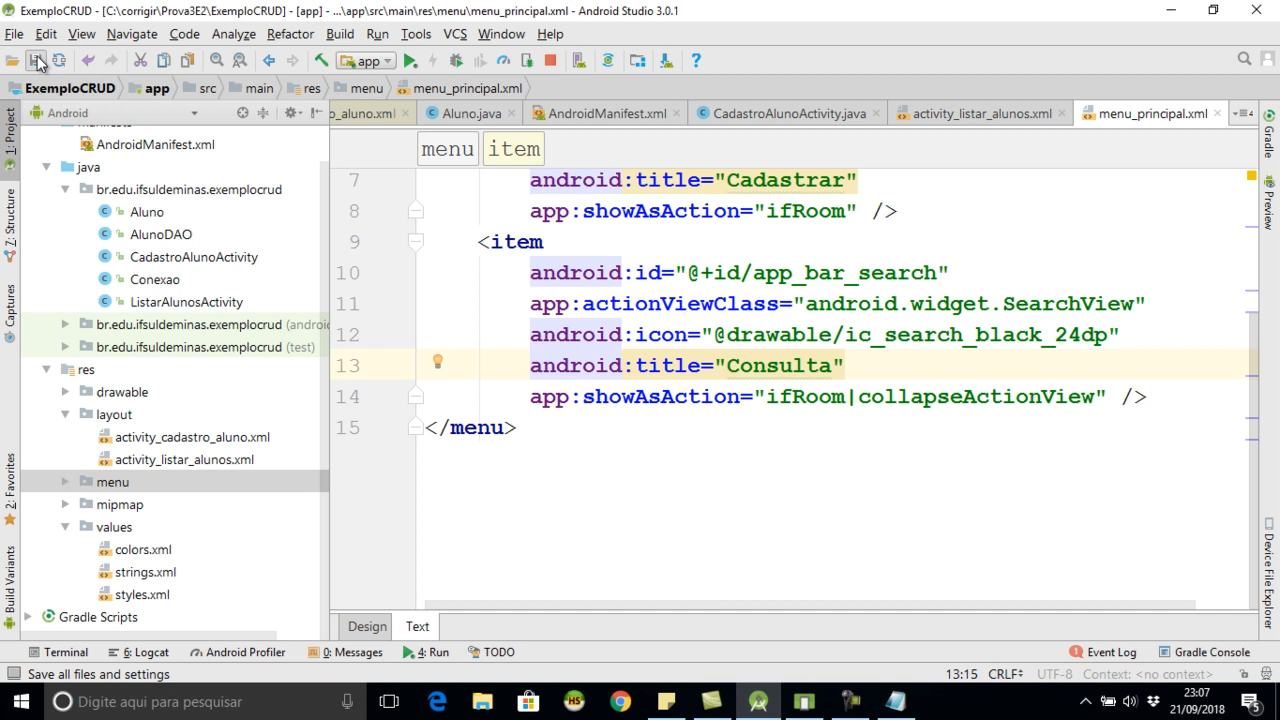 ExemploCRUD - [C:\corrigir\Prova3E2\ExemploCRUD] - [app] - ...\app\src\main\res\menu\menu_principal.xml - Android Studio 3.0.1
File Edit View Navigate Code Analyze Refactor Build Run Tools VCS Window Help
app
ExemploCRUD app src main res menu menu_principal.xml
Android
o_aluno.xml Aluno.java AndroidManifest.xml CadastroAlunoActivity.java activity_listar_alunos.xml menu_principal.xml
1: Project
7: Structure
Captures
2: Favorites
Build Variants
AndroidManifest.xml
java
br.edu.ifsuldeminas.exemplocrud
Aluno
AlunoDAO
CadastroAlunoActivity
Conexao
ListarAlunosActivity
br.edu.ifsuldeminas.exemplocrud (androi
br.edu.ifsuldeminas.exemplocrud (test)
res
drawable
layout
activity_cadastro_aluno.xml
activity_listar_alunos.xml
menu
mipmap
values
colors.xml
strings.xml
styles.xml
Gradle Scripts
menu item
7 android:title="Cadastrar"
8 app:showAsAction="ifRoom" />
9 <item
10 android:id="@+id/app_bar_search"
11 app:actionViewClass="android.widget.SearchView"
12 android:icon="@drawable/ic_search_black_24dp"
13 android:title="Consulta"
14 app:showAsAction="ifRoom|collapseActionView" />
15 </menu>
Design Text
Gradle
Preview
Device File Explorer
Terminal 6: Logcat Android Profiler 0: Messages 4: Run TODO Event Log Gradle Console
Save all files and settings 13:15 CRLF UTF-8 Context: <no context>
Digite aqui para pesquisar
23:07
21/09/2018
5